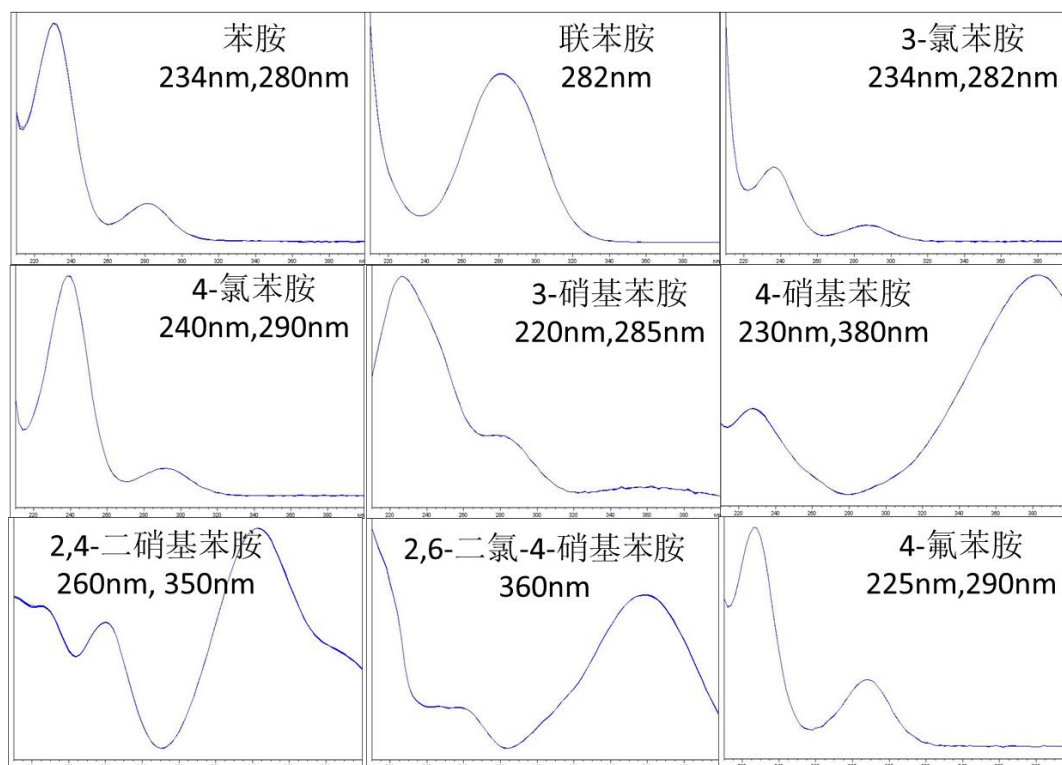 苯胺
234nm,280nm
联苯胺
282nm
3-氯苯胺
234nm,282nm
4-氯苯胺
240nm,290nm
3-硝基苯胺
220nm,285nm
4-硝基苯胺
230nm,380nm
2,4-二硝基苯胺
260nm, 350nm
2,6-二氯-4-硝基苯胺
360nm
4-氟苯胺
225nm,290nm